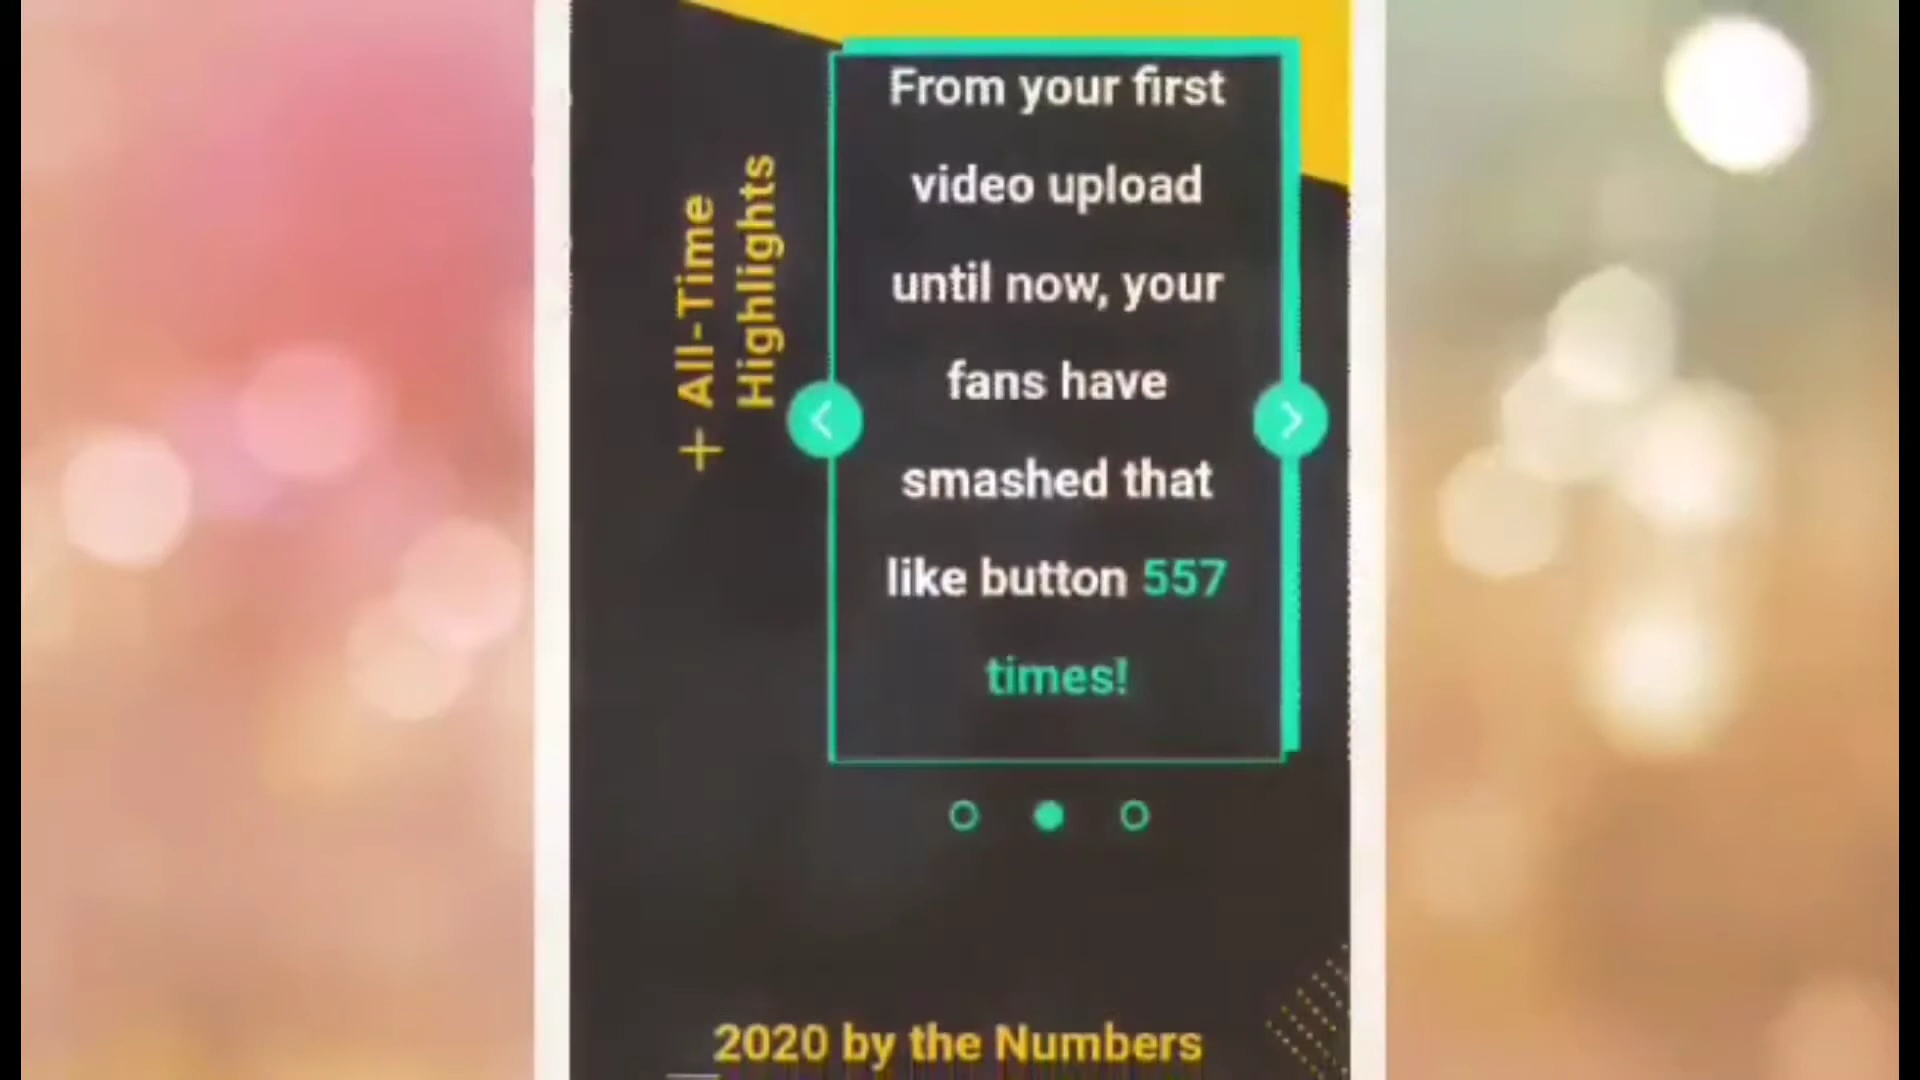 + All-Time
Highlights
From your first
video upload
until now, your
fans have
smashed that
like button 557
times!
2020 by the Numbers